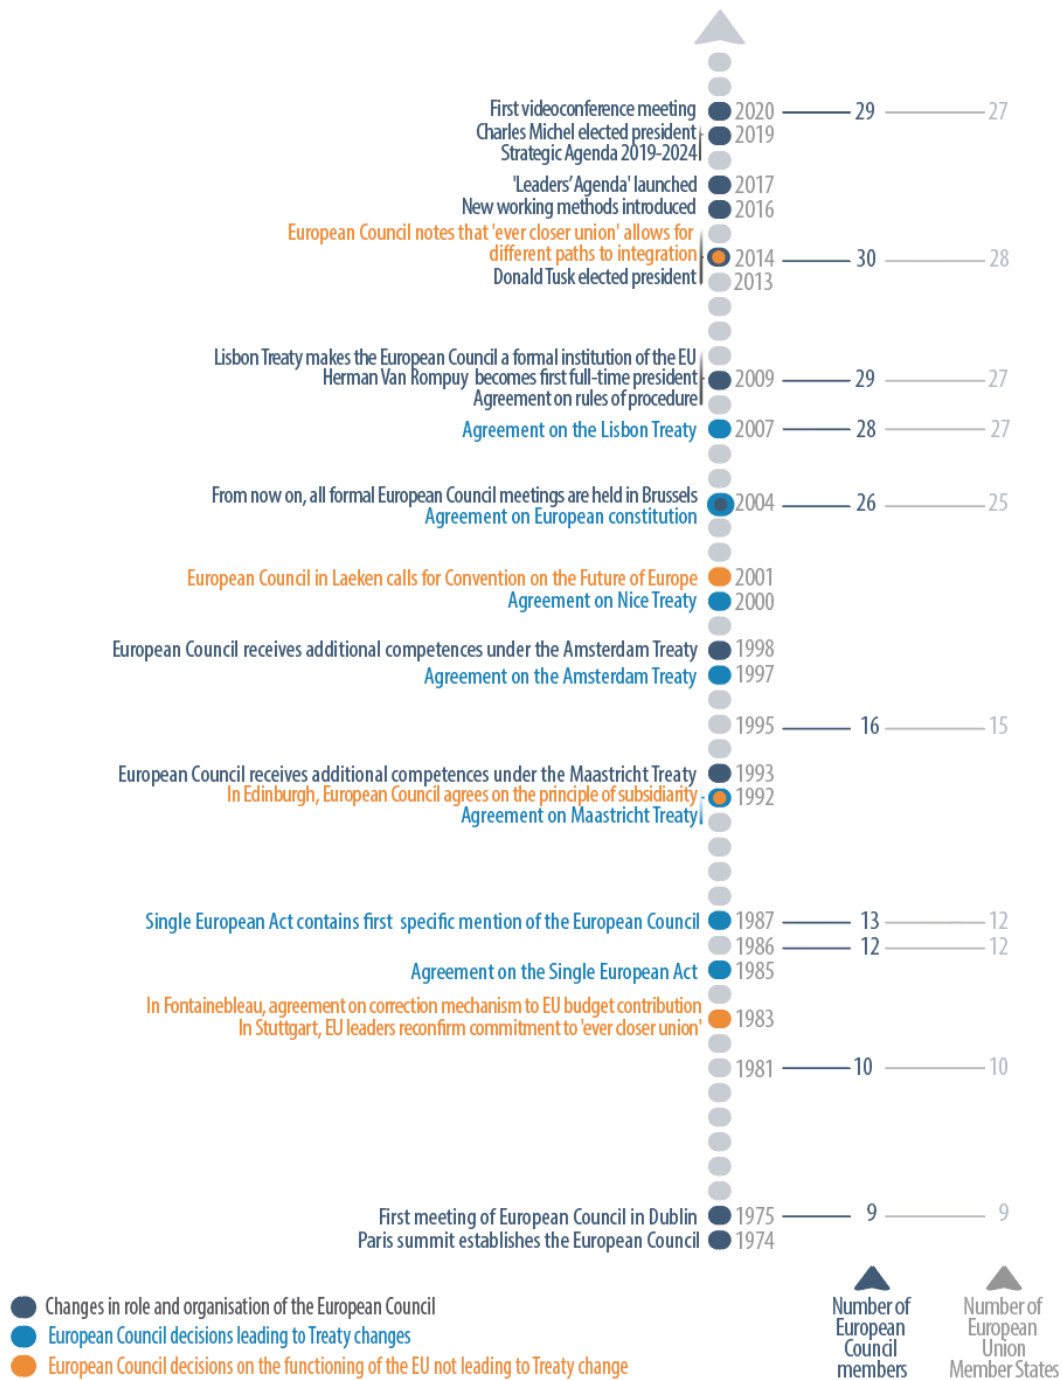 First videoconference meeting 2020 29 27
Charles Michel elected president 2019
Strategic Agenda 2019-2024
'Leaders' Agenda' launched 2017
New working methods introduced 2016
European Council notes that 'ever closer union' allows for
different paths to integration 2014 30 28
Donald Tusk elected president 2013
Lisbon Treaty makes the European Council a formal institution of the EU
Herman Van Rompuy becomes first full-time president 2009 29 27
Agreement on rules of procedure
Agreement on the Lisbon Treaty 2007 28 27
From now on, all formal European Council meetings are held in Brussels 2004 26 25
Agreement on European constitution
European Council in Laeken calls for Convention on the Future of Europe 2001
Agreement on Nice Treaty 2000
European Council receives additional competences under the Amsterdam Treaty 1998
Agreement on the Amsterdam Treaty 1997
1995 16 15
European Council receives additional competences under the Maastricht Treaty 1993
In Edinburgh, European Council agrees on the principle of subsidiarity 1992
Agreement on Maastricht Treaty
Single European Act contains first specific mention of the European Council 1987 13 12
1986 12 12
Agreement on the Single European Act 1985
In Fontainebleau, agreement on correction mechanism to EU budget contribution
In Stuttgart, EU leaders reconfirm commitment to 'ever closer union' 1983
1981 10 10
First meeting of European Council in Dublin 1975 9 9
Paris summit establishes the European Council 1974
Changes in role and organisation of the European Council
European Council decisions leading to Treaty changes
European Council decisions on the functioning of the EU not leading to Treaty change
Number of
European
Council
members
Number of
European
Union
Member States